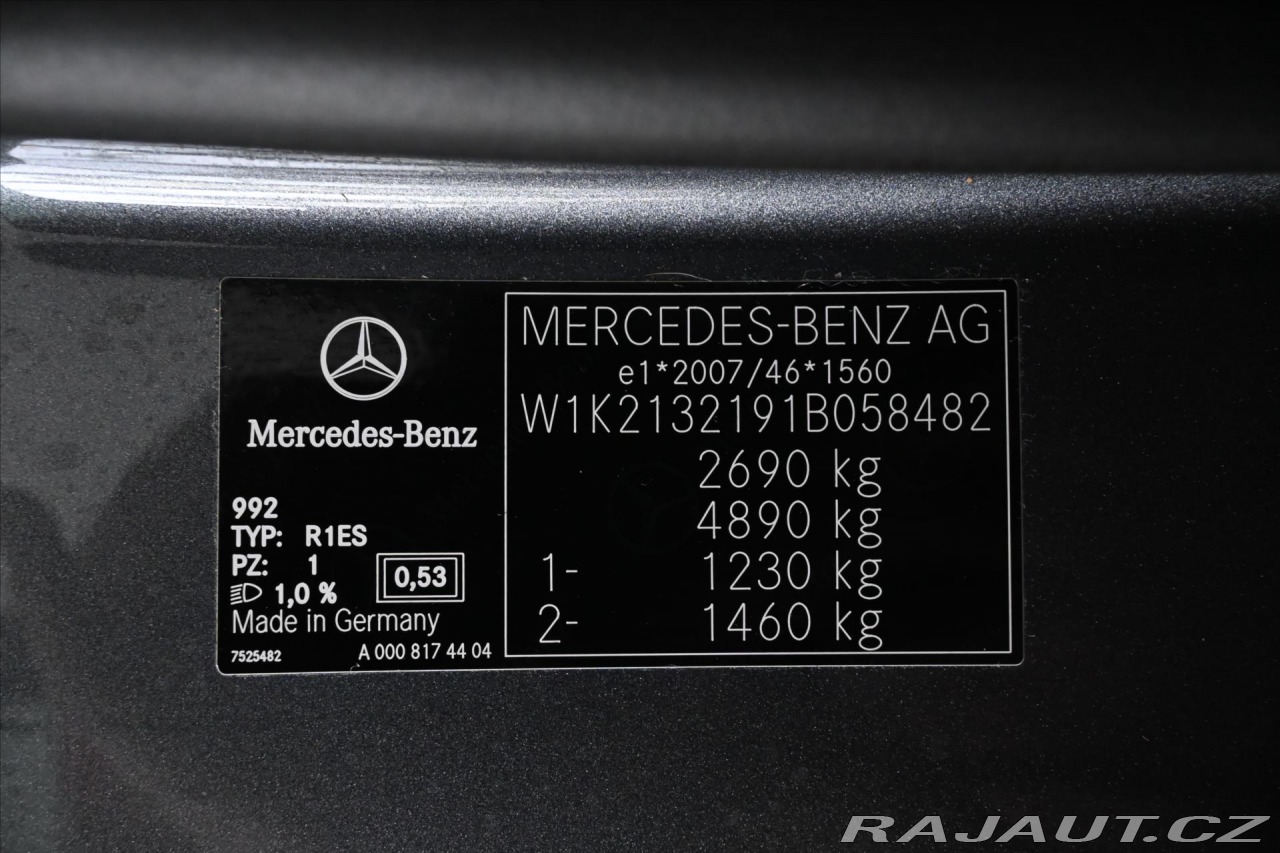 Mercedes-Benz
992
TYP: R1ES
PZ: 1
1,0 %
0,53
Made in Germany
7525482
A 000 817 44 04
MERCEDES-BENZ AG
e1*2007/46*1560
W1K2132191B058482
2690 kg
4890 kg
1- 1230 kg
2- 1460 kg
RAJAUT.CZ